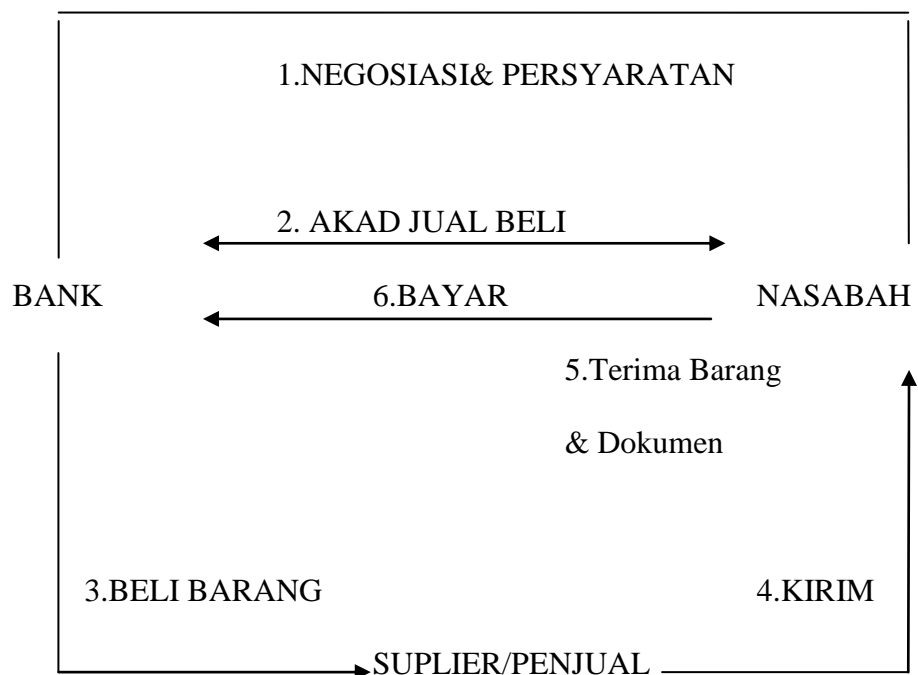 1.NEGOSIASI& PERSYARATAN
2. AKAD JUAL BELI
BANK
6.BAYAR
NASABAH
5.Terima Barang
& Dokumen
3.BELI BARANG
4.KIRIM
SUPLIER/PENJUAL